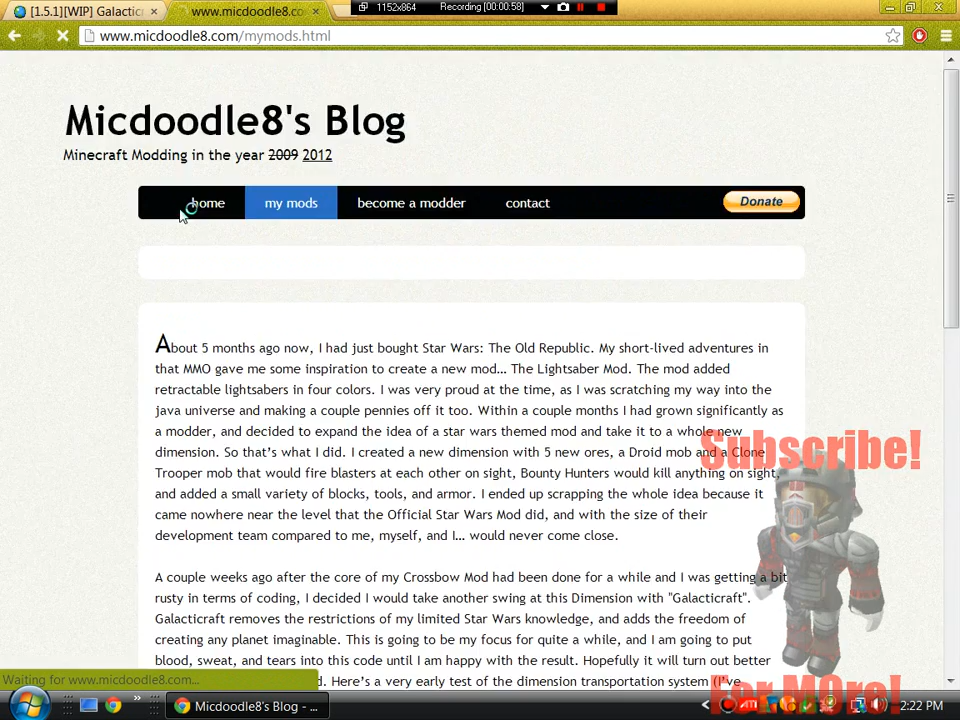 [1.5.1][WIP] Galactic
www.micdoodle8.co
1152x864
Recording [00:00:58]
www.micdoodle8.com/mymods.html
Micdoodle8's Blog
Minecraft Modding in the year 2009 2012
home
my mods
become a modder
contact
Donate
About 5 months ago now, I had just bought Star Wars: The Old Republic. My short-lived adventures in
that MMO gave me some inspiration to create a new mod… The Lightsaber Mod. The mod added
retractable lightsabers in four colors. I was very proud at the time, as I was scratching my way into the
java universe and making a couple pennies off it too. Within a couple months I had grown significantly as
a modder, and decided to expand the idea of a star wars themed mod and take it to a whole new
dimension. So that's what I did. I created a new dimension with 5 new ores, a Droid mob and a Clone
Trooper mob that would fire blasters at each other on sight, Bounty Hunters would kill anything on sight,
and added a small variety of blocks, tools, and armor. I ended up scrapping the whole idea because it
came nowhere near the level that the Official Star Wars Mod did, and with the size of their
development team compared to me, myself, and I… would never come close.
A couple weeks ago after the core of my Crossbow Mod had been done for a while and I was getting a bit
rusty in terms of coding, I decided I would take another swing at this Dimension with "Galacticraft".
Galacticraft removes the restrictions of my limited Star Wars knowledge, and adds the freedom of
creating any planet imaginable. This is going to be my focus for quite a while, and I am going to put
blood, sweat, and tears into this code until I am happy with the result. Hopefully it will turn out better
d. Here's a very early test of the dimension transportation system (I've
Subscribe!
For MOre!
Waiting for www.micdoodle8.com...
Micdoodle8's Blog - ...
2:22 PM